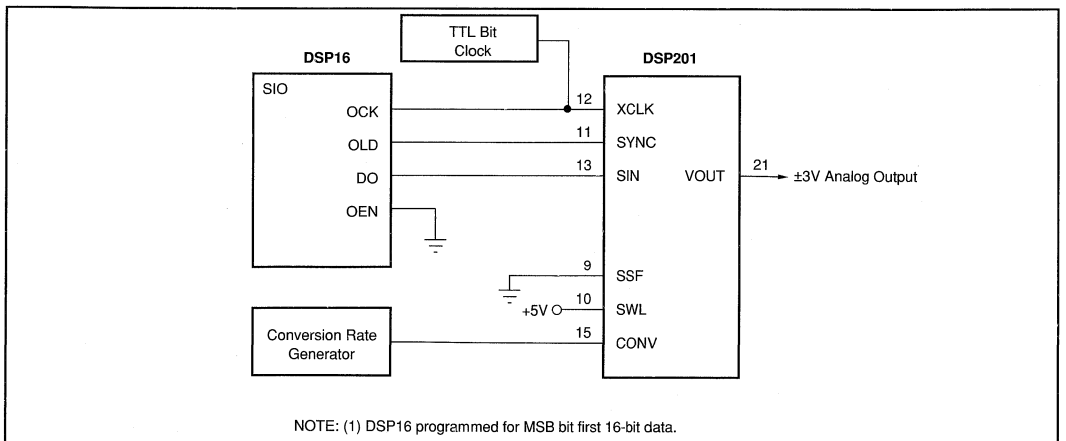 TTL Bit
Clock
DSP16
DSP201
SIO
OCK
12
XCLK
OLD
11
SYNC
DO
13
SIN
VOUT
21
±3V Analog Output
OEN
9
SSF
+5V
10
SWL
Conversion Rate
Generator
15
CONV
NOTE: (1) DSP16 programmed for MSB bit first 16-bit data.